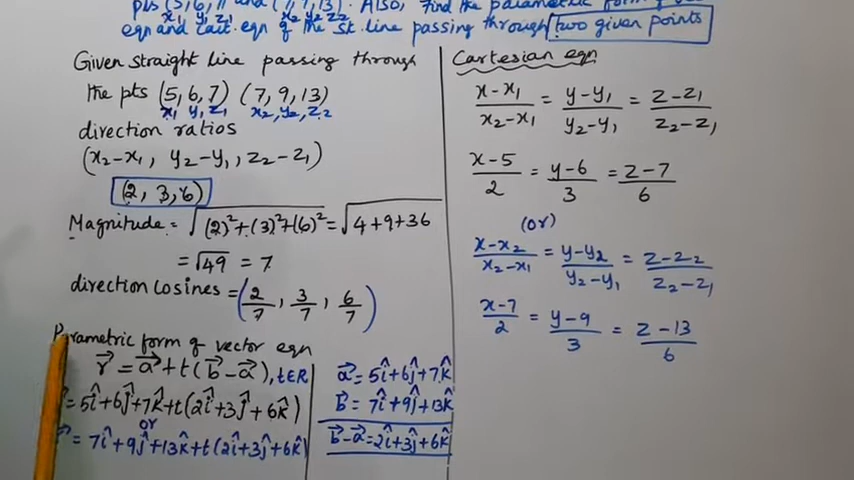 pts (5,6,7) and (7,9,13). Also, find the parametric form of
x₁ y₁ z₁ x₂ y₂ z₂
eqn and cart. eqn of the st. line passing through two given points
Given straight line passing through
the pts (5,6,7) (7,9,13)
x₁ y₁ z₁ x₂, y₂, z₂
direction ratios
(x₂-x₁, y₂-y₁, z₂-z₁)
(2, 3, 6)
Magnitude = √(2)²+(3)²+(6)² = √4+9+36
= √49 = 7
direction cosines = (2/7, 3/7, 6/7)
Parametric form of vector eqn
r⃗ = a⃗ + t(b⃗ - a⃗), t∈R
= 5î+6ĵ+7k̂+t(2î+3ĵ+6k̂)
or
= 7î+9ĵ+13k̂+t(2î+3ĵ+6k̂)
a⃗ = 5î+6ĵ+7k̂
b⃗ = 7î+9ĵ+13k̂
b⃗-a⃗ = 2î+3ĵ+6k̂
Cartesian eqn
x-x₁/x₂-x₁ = y-y₁/y₂-y₁ = z-z₁/z₂-z₁
x-5/2 = y-6/3 = z-7/6
(or)
x-x₂/x₂-x₁ = y-y₂/y₂-y₁ = z-z₂/z₂-z₁
x-7/2 = y-9/3 = z-13/6